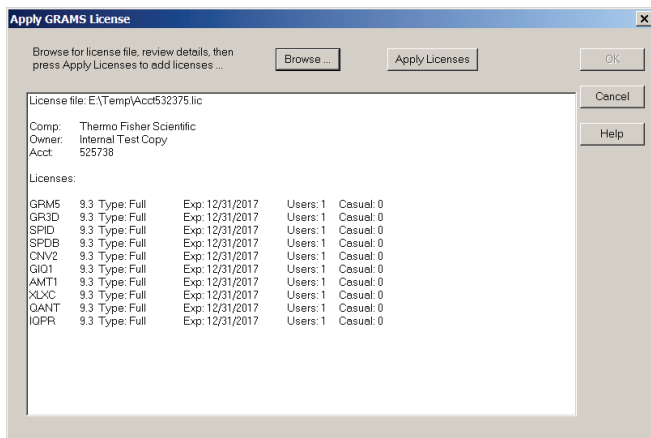 Apply GRAMS License
Browse for license file, review details, then
press Apply Licenses to add licenses ...
Browse ...
Apply Licenses
OK
Cancel
Help
License file: E:\Temp\Acct532375.lic
Comp: Thermo Fisher Scientific
Owner: Internal Test Copy
Acct: 525738
Licenses:
GRM5 9.3 Type: Full Exp: 12/31/2017 Users: 1 Casual: 0
GR3D 9.3 Type: Full Exp: 12/31/2017 Users: 1 Casual: 0
SPID 9.3 Type: Full Exp: 12/31/2017 Users: 1 Casual: 0
SPDB 9.3 Type: Full Exp: 12/31/2017 Users: 1 Casual: 0
CNV2 9.3 Type: Full Exp: 12/31/2017 Users: 1 Casual: 0
GIQ1 9.3 Type: Full Exp: 12/31/2017 Users: 1 Casual: 0
AMT1 9.3 Type: Full Exp: 12/31/2017 Users: 1 Casual: 0
XLXC 9.3 Type: Full Exp: 12/31/2017 Users: 1 Casual: 0
QANT 9.3 Type: Full Exp: 12/31/2017 Users: 1 Casual: 0
IQPR 9.3 Type: Full Exp: 12/31/2017 Users: 1 Casual: 0